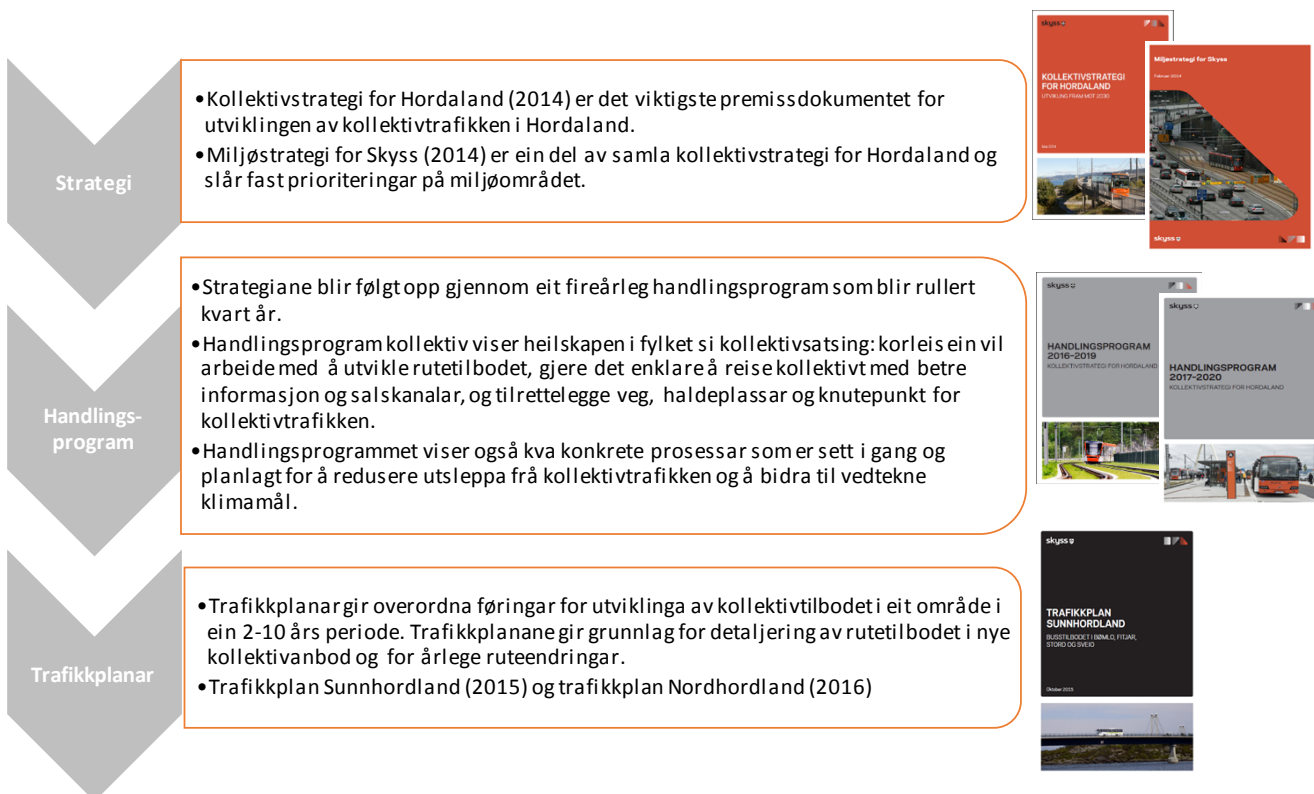 Strategi
•Kollektivstrategi for Hordaland (2014) er det viktigste premissdokumentet for
utviklingen av kollektivtrafikken i Hordaland.
•Miljøstrategi for Skyss (2014) er ein del av samla kollektivstrategi for Hordaland og
slår fast prioriteringar på miljøområdet.
skyss
KOLLEKTIVSTRATEGI
FOR HORDALAND
UTVIKLING FRAM MOT 2030
Miljøstrategi for Skyss
Februar 2014
skyss
Handlings-
program
•Strategiane blir følgt opp gjennom eit fireårleg handlingsprogram som blir rullert
kvart år.
•Handlingsprogram kollektiv viser heilskapen i fylket si kollektivsatsing: korleis ein vil
arbeide med å utvikle rutetilbodet, gjere det enklare å reise kollektivt med betre
informasjon og salskanalar, og tilrettelegge veg, haldeplassar og knutepunkt for
kollektivtrafikken.
•Handlingsprogrammet viser også kva konkrete prosessar som er sett i gang og
planlagt for å redusere utsleppa frå kollektivtrafikken og å bidra til vedtekne
klimamål.
skyss
HANDLINGSPROGRAM
2016–2019
KOLLEKTIVSTRATEGI FOR HORDALAND
skyss
HANDLINGSPROGRAM
2017–2020
KOLLEKTIVSTRATEGI FOR HORDALAND
Trafikkplanar
•Trafikkplanar gir overordna føringar for utviklinga av kollektivtilbodet i eit område i
ein 2-10 års periode. Trafikkplanane gir grunnlag for detaljering av rutetilbodet i nye
kollektivanbod og for årlege ruteendringar.
•Trafikkplan Sunnhordland (2015) og trafikkplan Nordhordland (2016)
skyss
TRAFIKKPLAN
SUNNHORDLAND
BUSSTILBODET I BØMLO, FITJAR,
STORD OG SVEIO
Oktober 2015